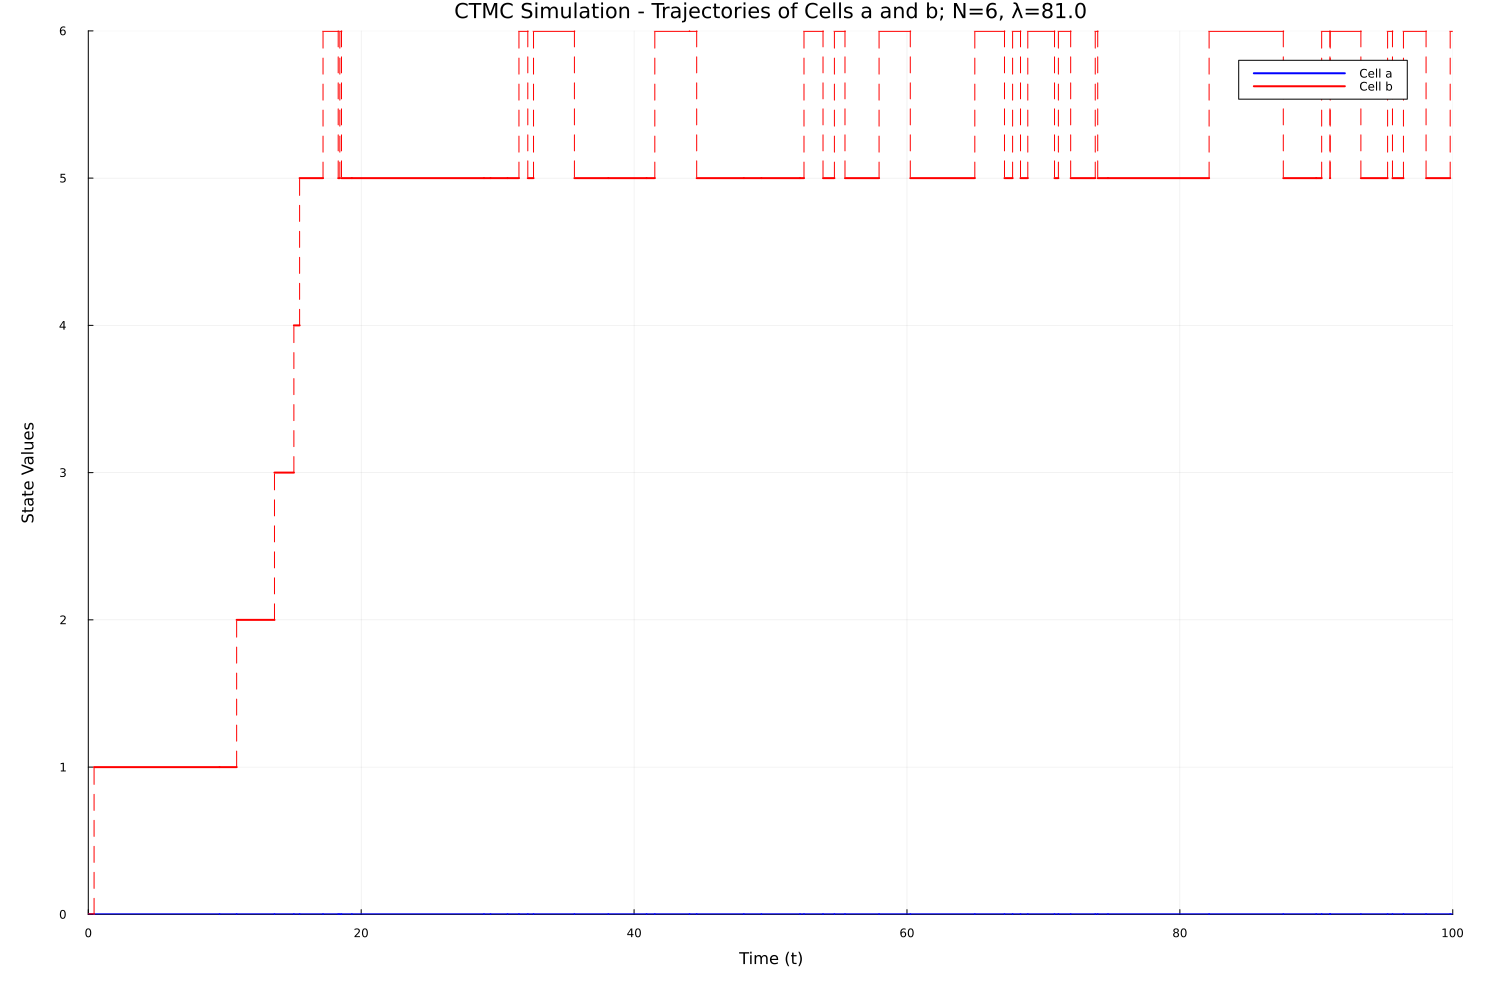 CTMC Simulation - Trajectories of Cells a and b; N=6, λ=81.0
6
Cell a
Cell b
5
4
State Values
3
2
1
0
0 20 40 60 80 100
Time (t)